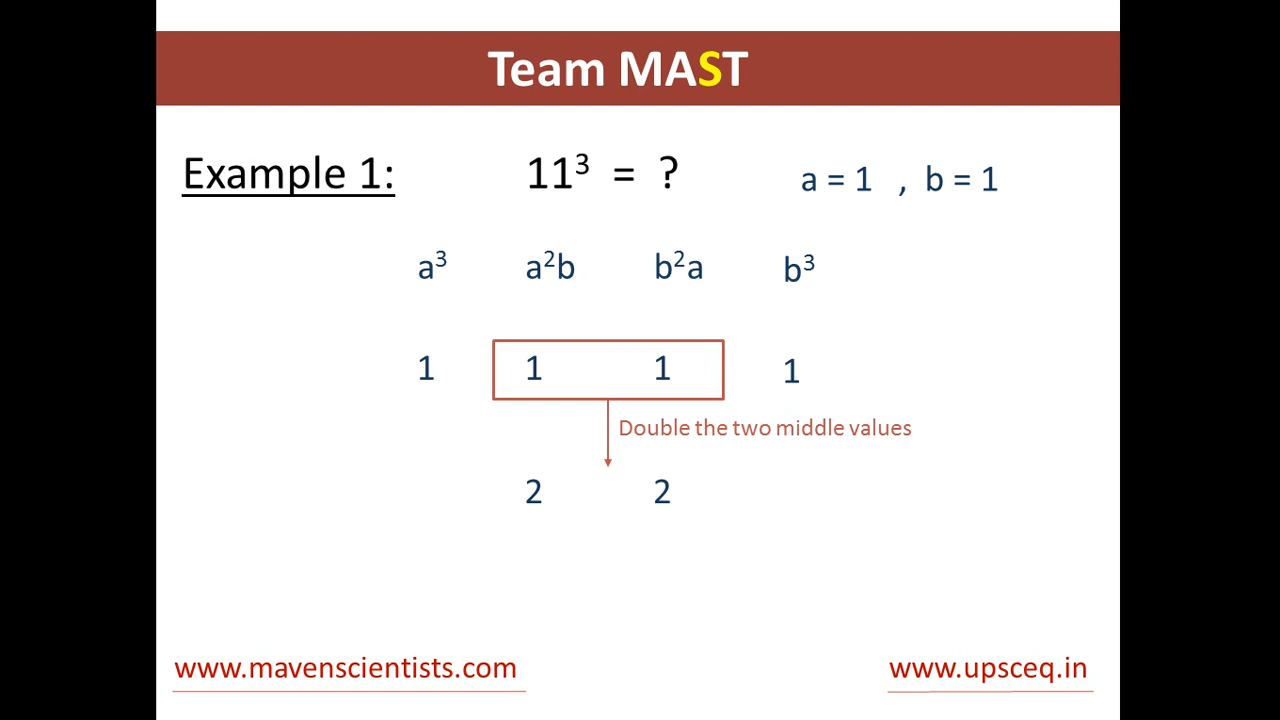 Team MAST
Example 1: 11³ = ? a = 1 , b = 1
a³ a²b b²a b³
1 1 1 1
Double the two middle values
2 2
www.mavenscientists.com www.upsceq.in